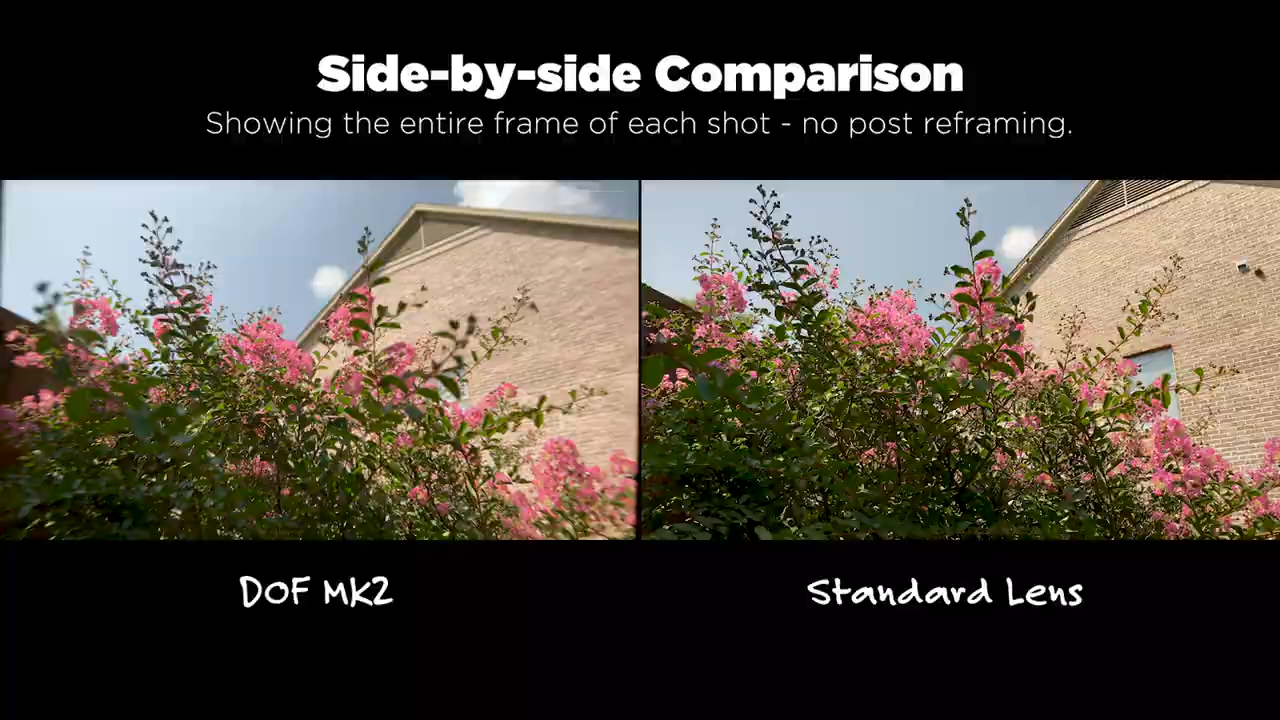 Side-by-side Comparison
Showing the entire frame of each shot - no post reframing.
DOF MK2
Standard Lens